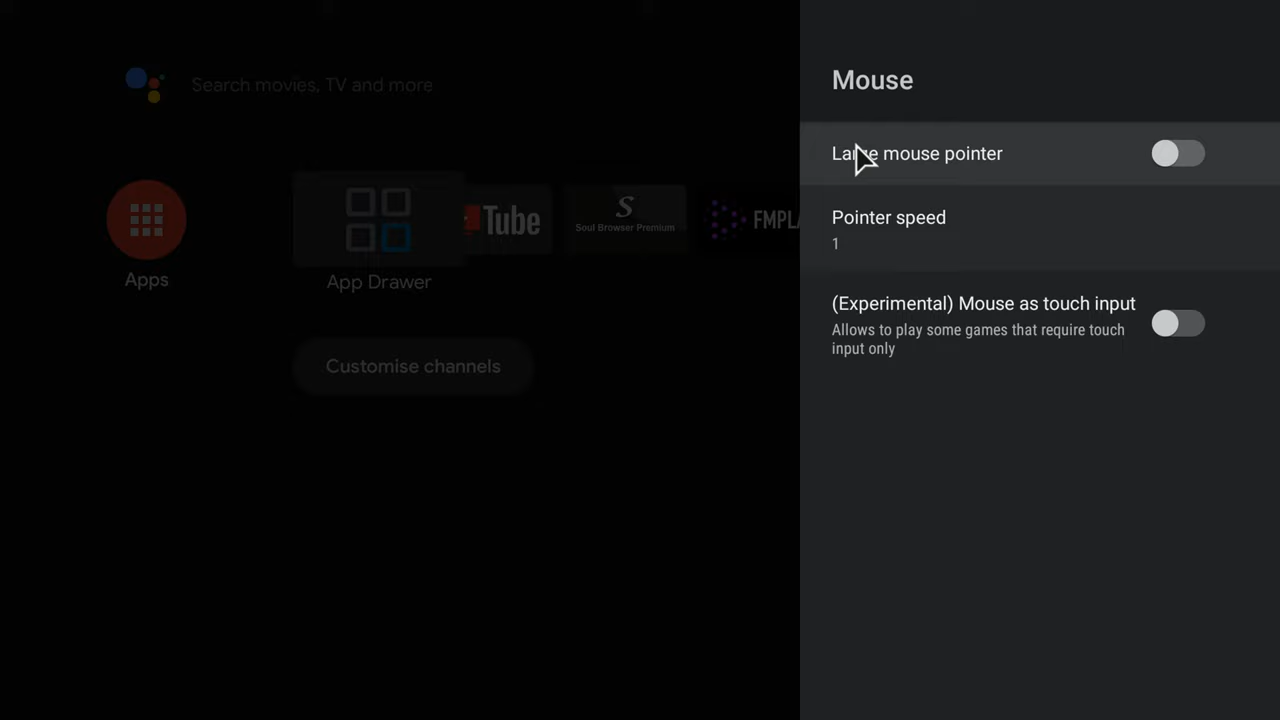 Search movies, TV and more
Mouse
Large mouse pointer
Pointer speed
1
(Experimental) Mouse as touch input
Allows to play some games that require touch
input only
Tube
S
Soul Browser Premium
FMPLA
Apps
App Drawer
Customise channels